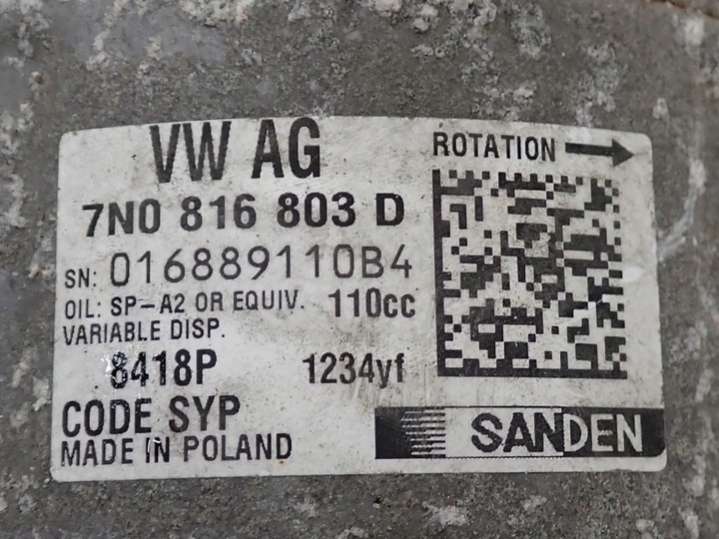 VW AG
ROTATION
7N0 816 803 D
SN: 016889110B4
OIL: SP-A2 OR EQUIV. 110cc
VARIABLE DISP.
8418P 1234yf
CODE SYP
MADE IN POLAND
SANDEN